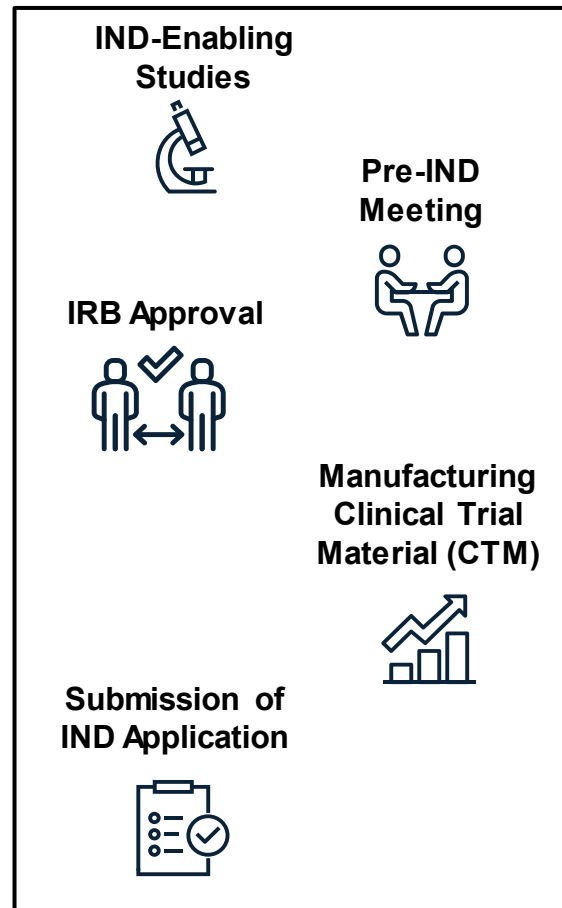 IND-Enabling
Studies
Pre-IND
Meeting
IRB Approval
Manufacturing
Clinical Trial
Material (CTM)
Submission of
IND Application